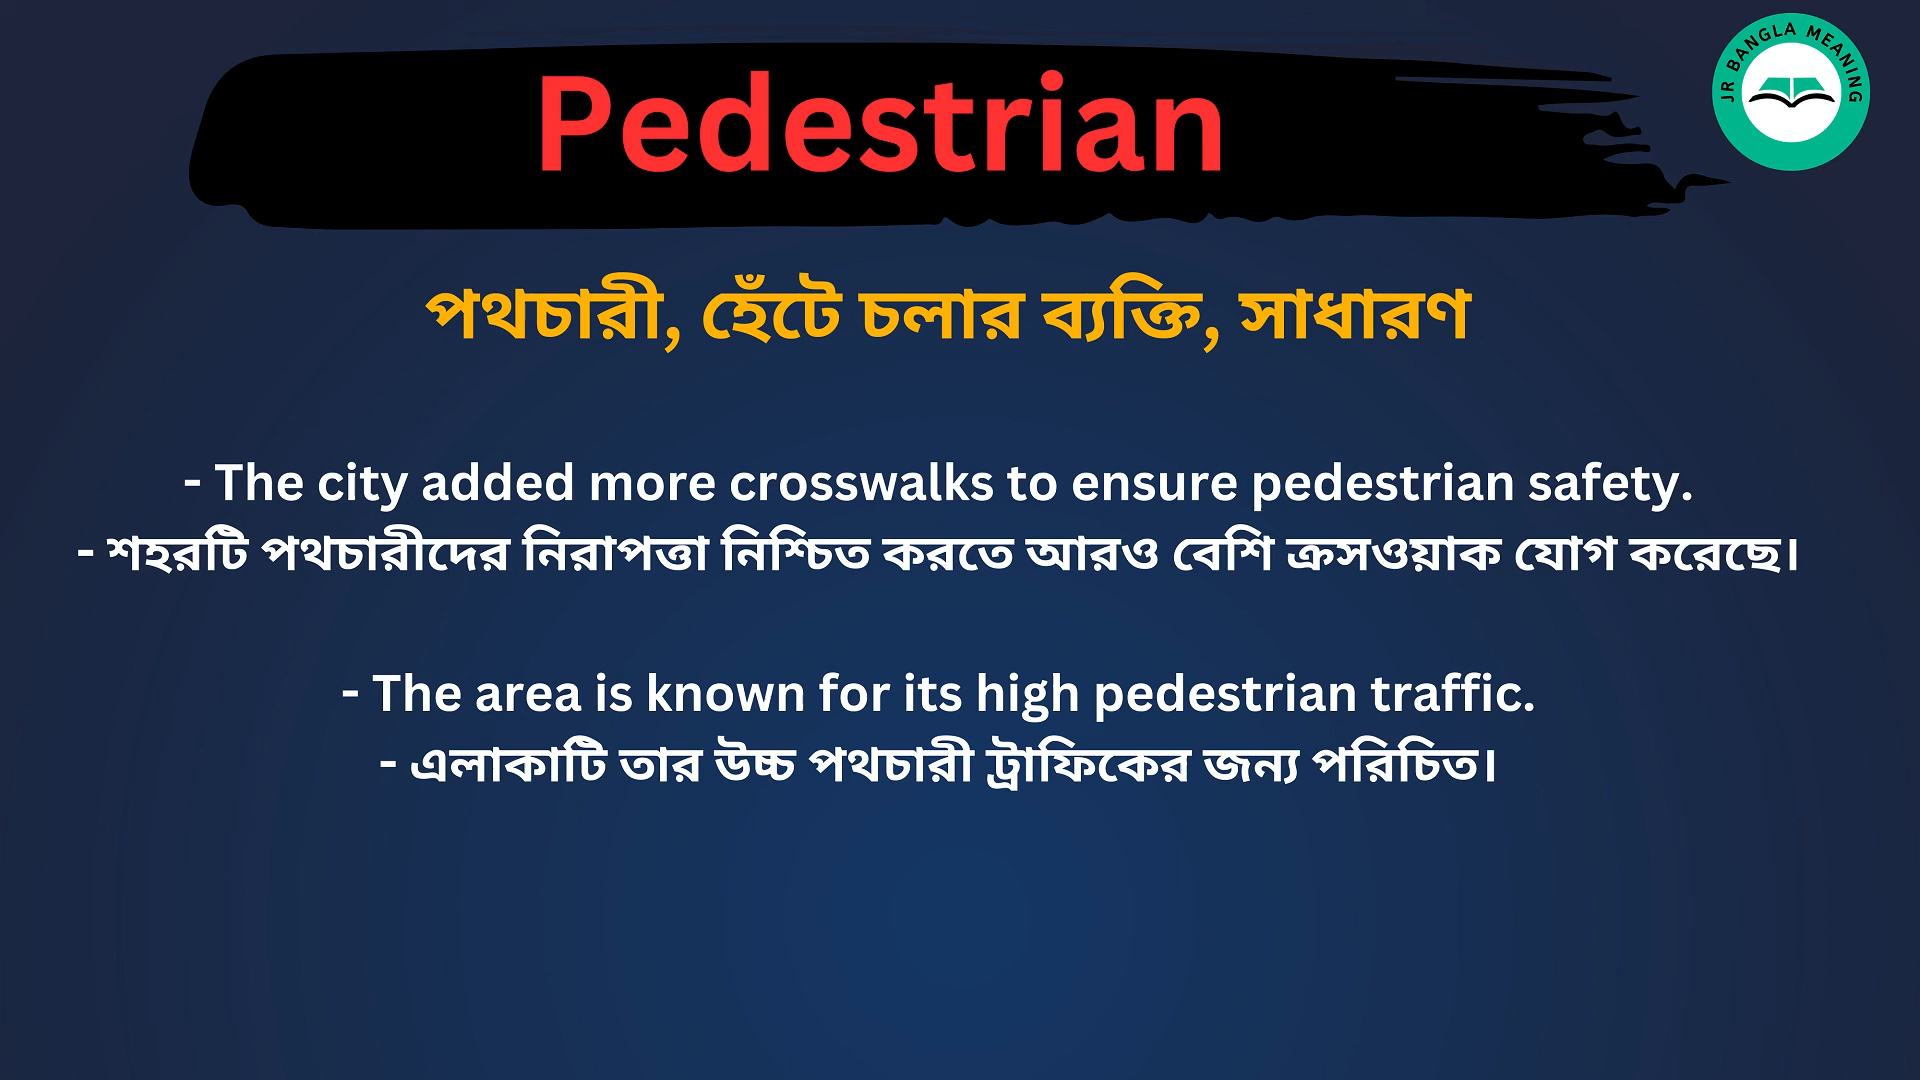 JR BANGLA MEANING
Pedestrian
পথচারী, হেঁটে চলার ব্যক্তি, সাধারণ
- The city added more crosswalks to ensure pedestrian safety.
- শহরটি পথচারীদের নিরাপত্তা নিশ্চিত করতে আরও বেশি ক্রসওয়াক যোগ করেছে।
- The area is known for its high pedestrian traffic.
- এলাকাটি তার উচ্চ পথচারী ট্রাফিকের জন্য পরিচিত।